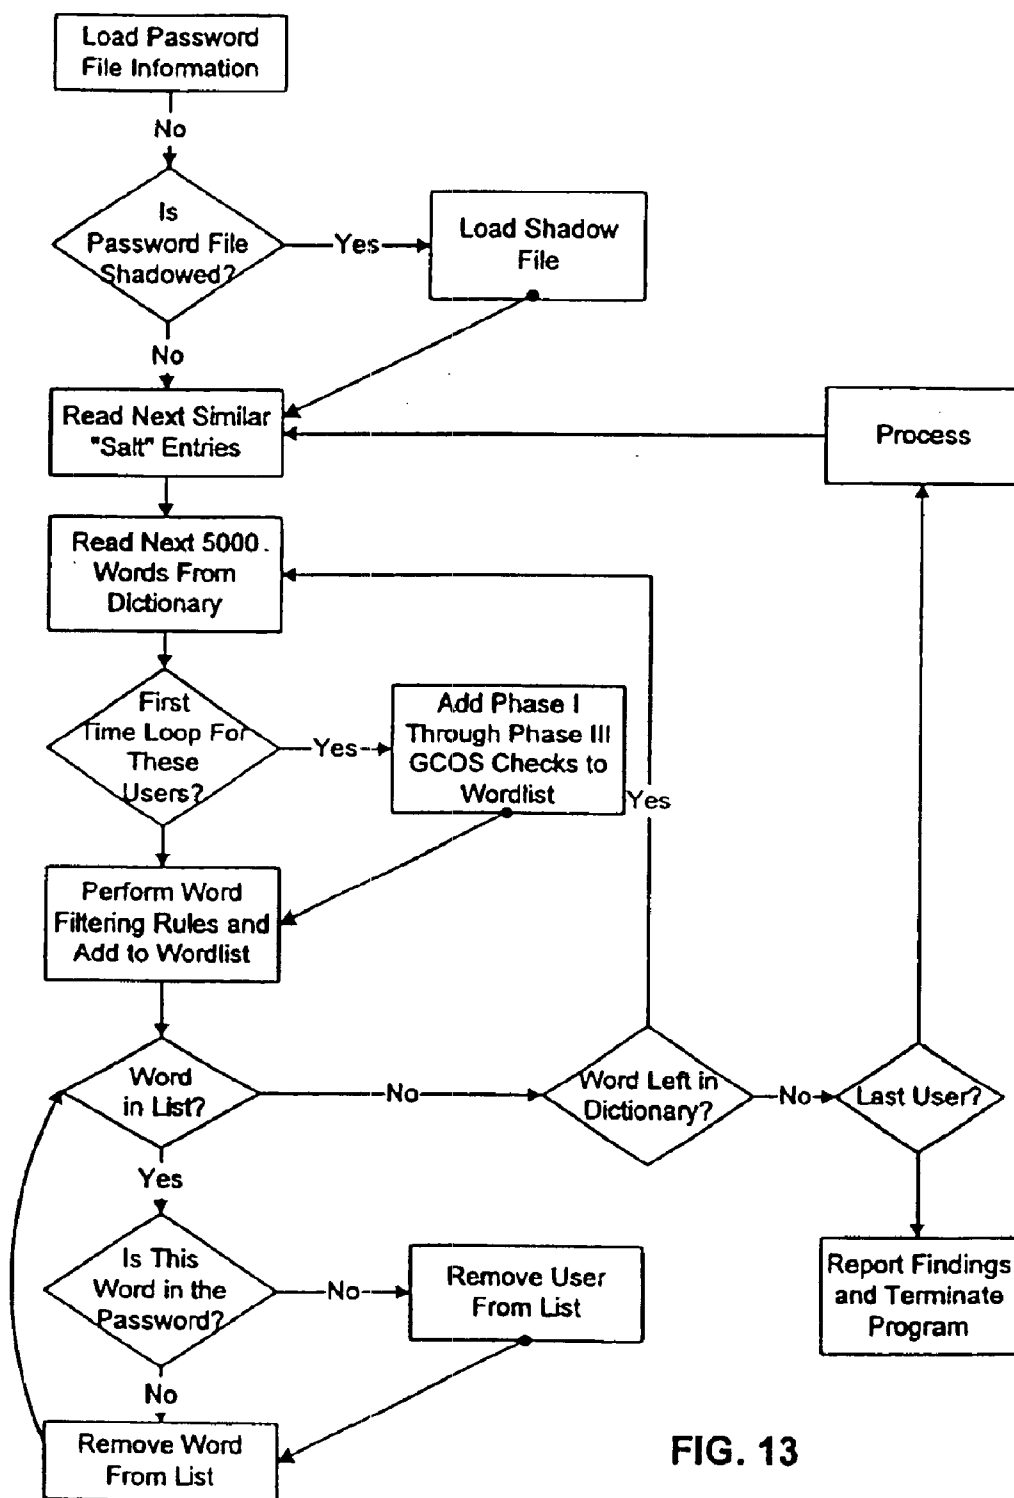 Load Password
File Information
No
Is
Password File
Shadowed?
Yes
Load Shadow
File
No
Read Next Similar
"Salt" Entries
Process
Read Next 5000
Words From
Dictionary
First
Time Loop For
These
Users?
Yes
Add Phase I
Through Phase III
GCOS Checks to
Wordlist
Yes
Perform Word
Filtering Rules and
Add to Wordlist
Word
in List?
No
Word Left in
Dictionary?
No
Last User?
Yes
Is This
Word in the
Password?
No
Remove User
From List
Report Findings
and Terminate
Program
No
Remove Word
From List
FIG. 13